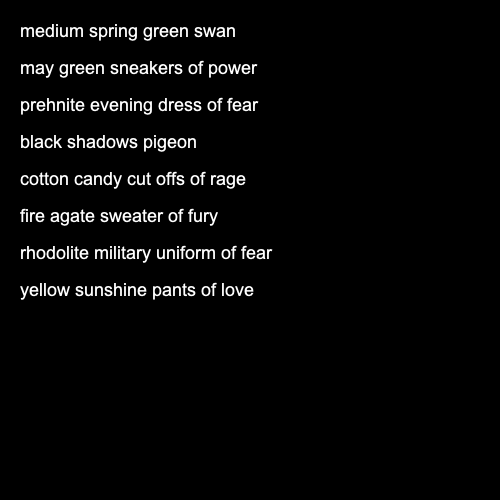 medium spring green swan
may green sneakers of power
prehnite evening dress of fear
black shadows pigeon
cotton candy cut offs of rage
fire agate sweater of fury
rhodolite military uniform of fear
yellow sunshine pants of love